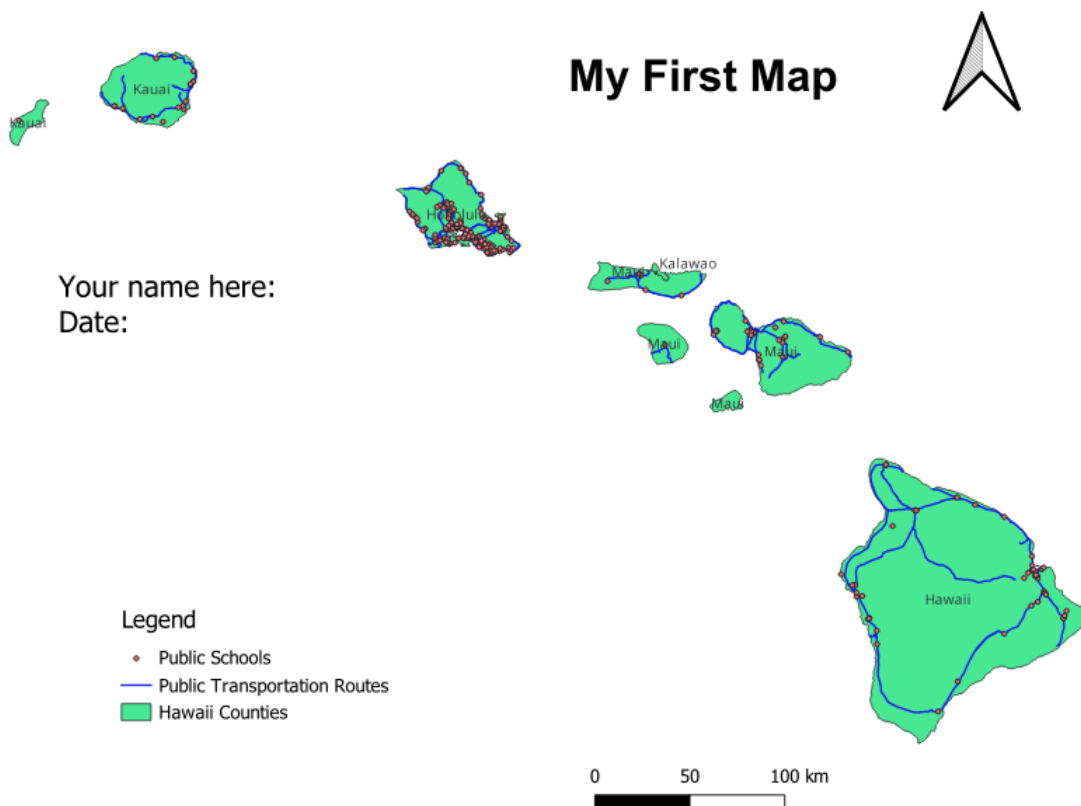 My First Map
Kauai
Kauai
Honolulu
Maui
Kalawao
Maui
Maui
Maui
Your name here:
Date:
Hawaii
Legend
Public Schools
Public Transportation Routes
Hawaii Counties
0 50 100 km